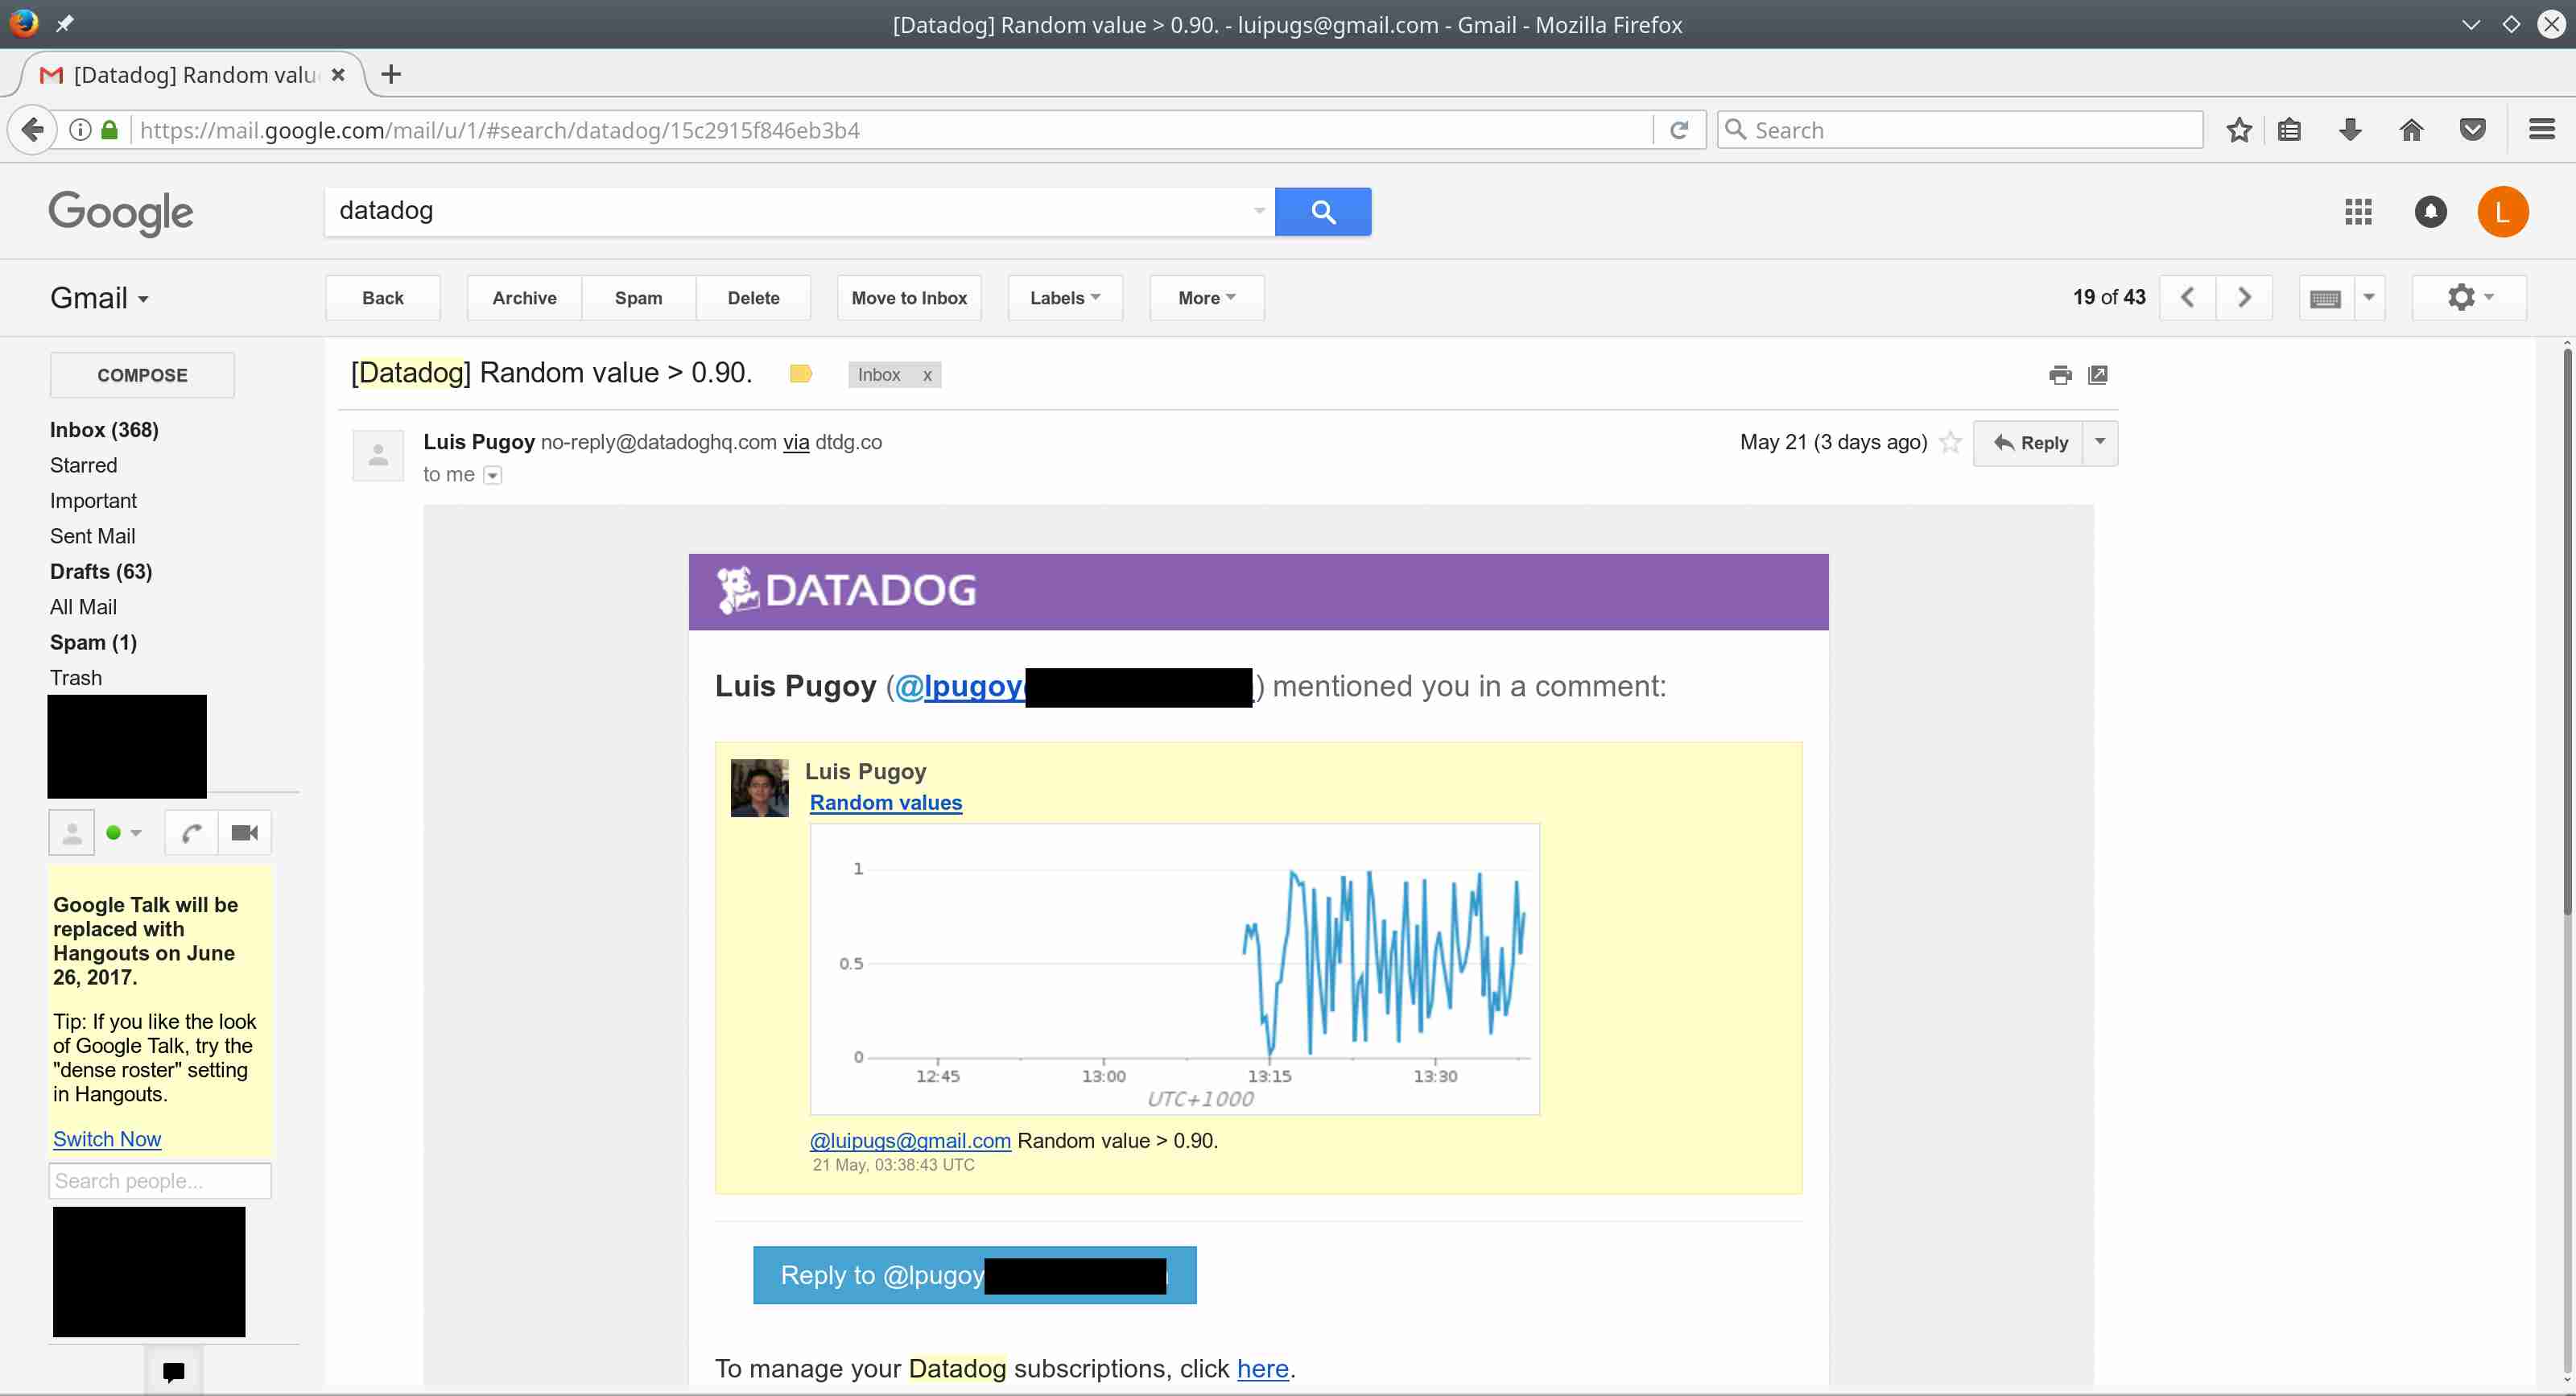 [Datadog] Random value > 0.90. - luipugs@gmail.com - Gmail - Mozilla Firefox
[Datadog] Random valu
https://mail.google.com/mail/u/1/#search/datadog/15c2915f846eb3b4
Search
Google
datadog
L
Gmail
Back
Archive
Spam
Delete
Move to Inbox
Labels
More
19 of 43
COMPOSE
Inbox (368)
Starred
Important
Sent Mail
Drafts (63)
All Mail
Spam (1)
Trash
Google Talk will be
replaced with
Hangouts on June
26, 2017.
Tip: If you like the look
of Google Talk, try the
"dense roster" setting
in Hangouts.
Switch Now
Search people...
[Datadog] Random value > 0.90.
Inbox x
Luis Pugoy no-reply@datadoghq.com via dtdg.co
to me
May 21 (3 days ago)
Reply
DATADOG
Luis Pugoy (@lpugoy ) mentioned you in a comment:
Luis Pugoy
Random values
1
0.5
0
12:45
13:00
13:15
13:30
UTC+1000
@luipugs@gmail.com Random value > 0.90.
21 May, 03:38:43 UTC
Reply to @lpugoy
To manage your Datadog subscriptions, click here.